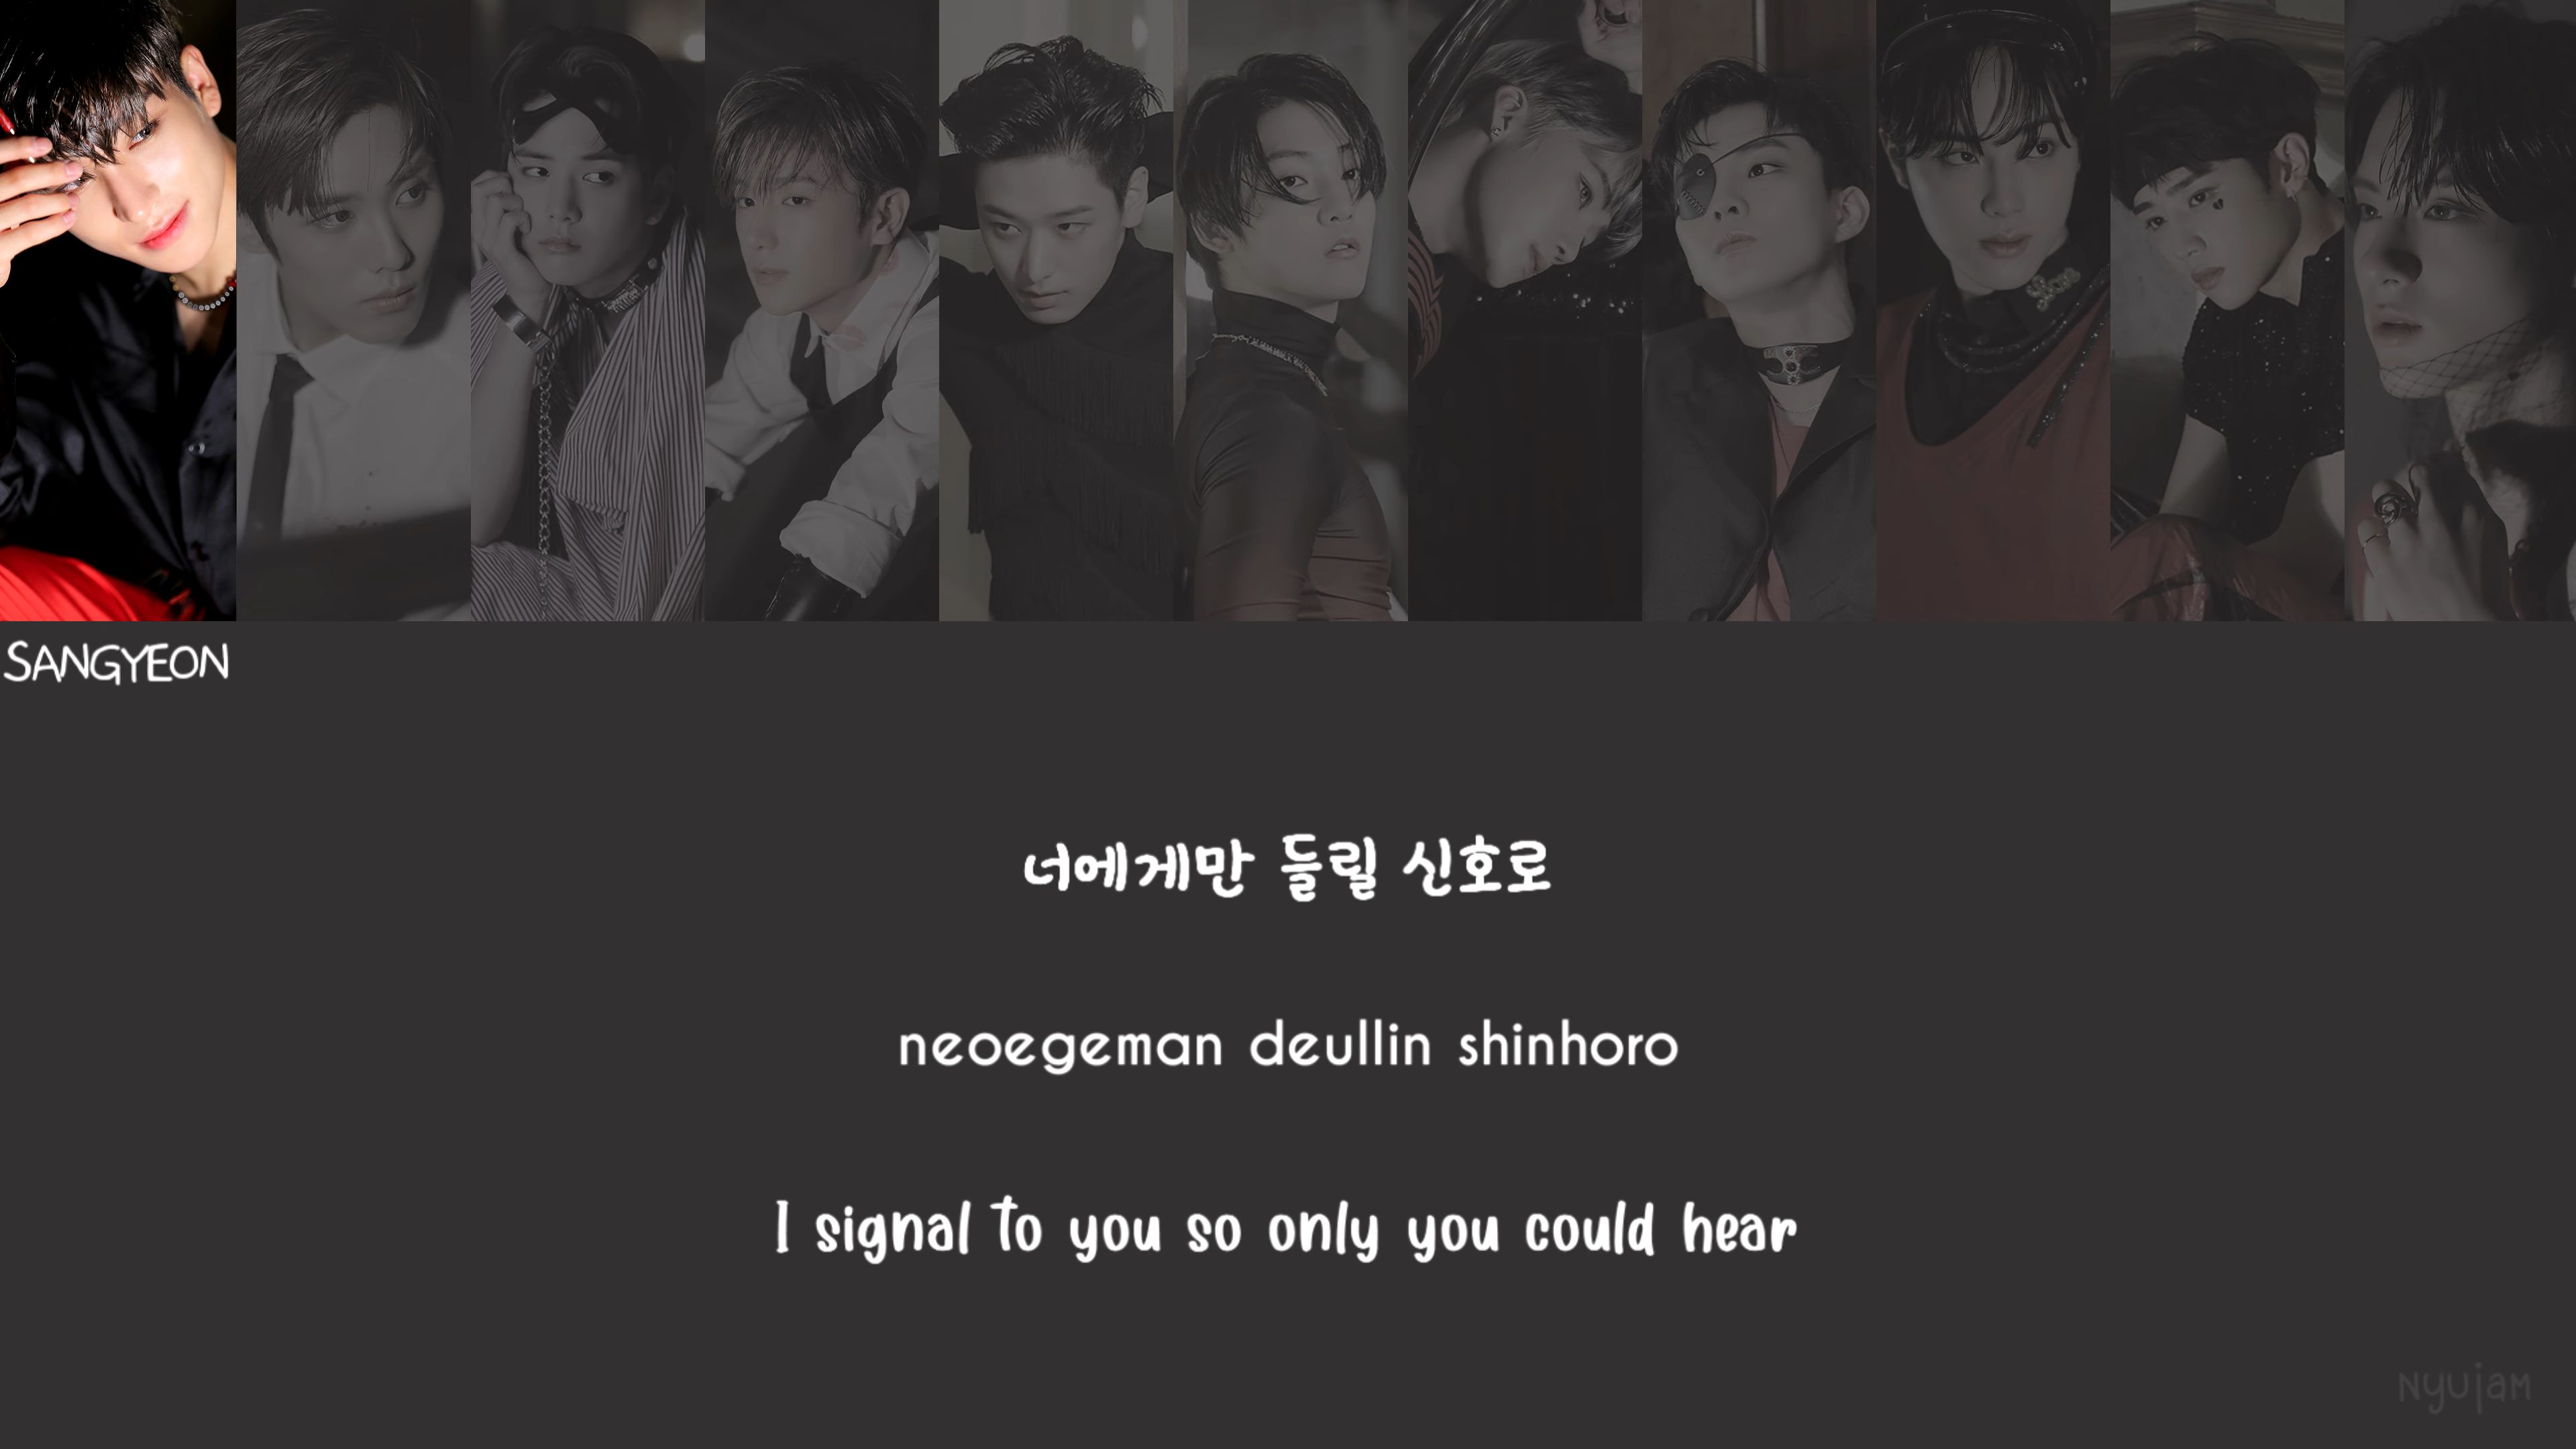 SANGYEON
너에게만 들릴 신호로
neoegeman deullin shinhoro
I signal to you so only you could hear
nyujam